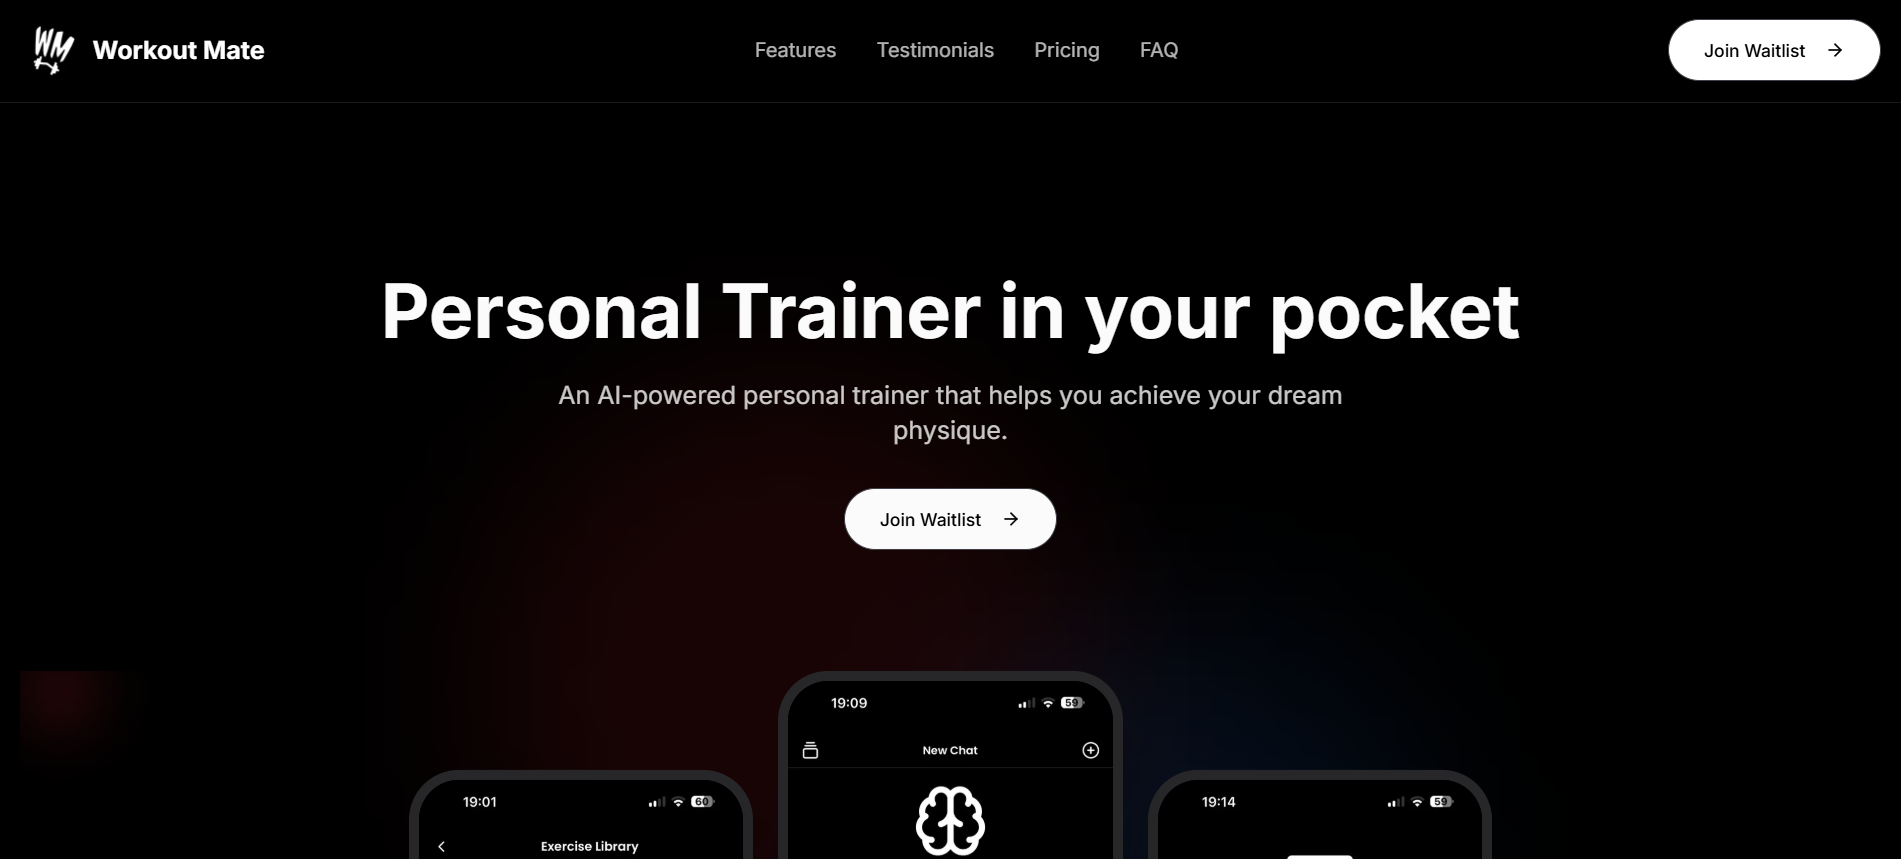 WM
Workout Mate
Features
Testimonials
Pricing
FAQ
Join Waitlist
Personal Trainer in your pocket
An AI-powered personal trainer that helps you achieve your dream
physique.
Join Waitlist
19:09
59
New Chat
19:01
60
Exercise Library
19:14
59